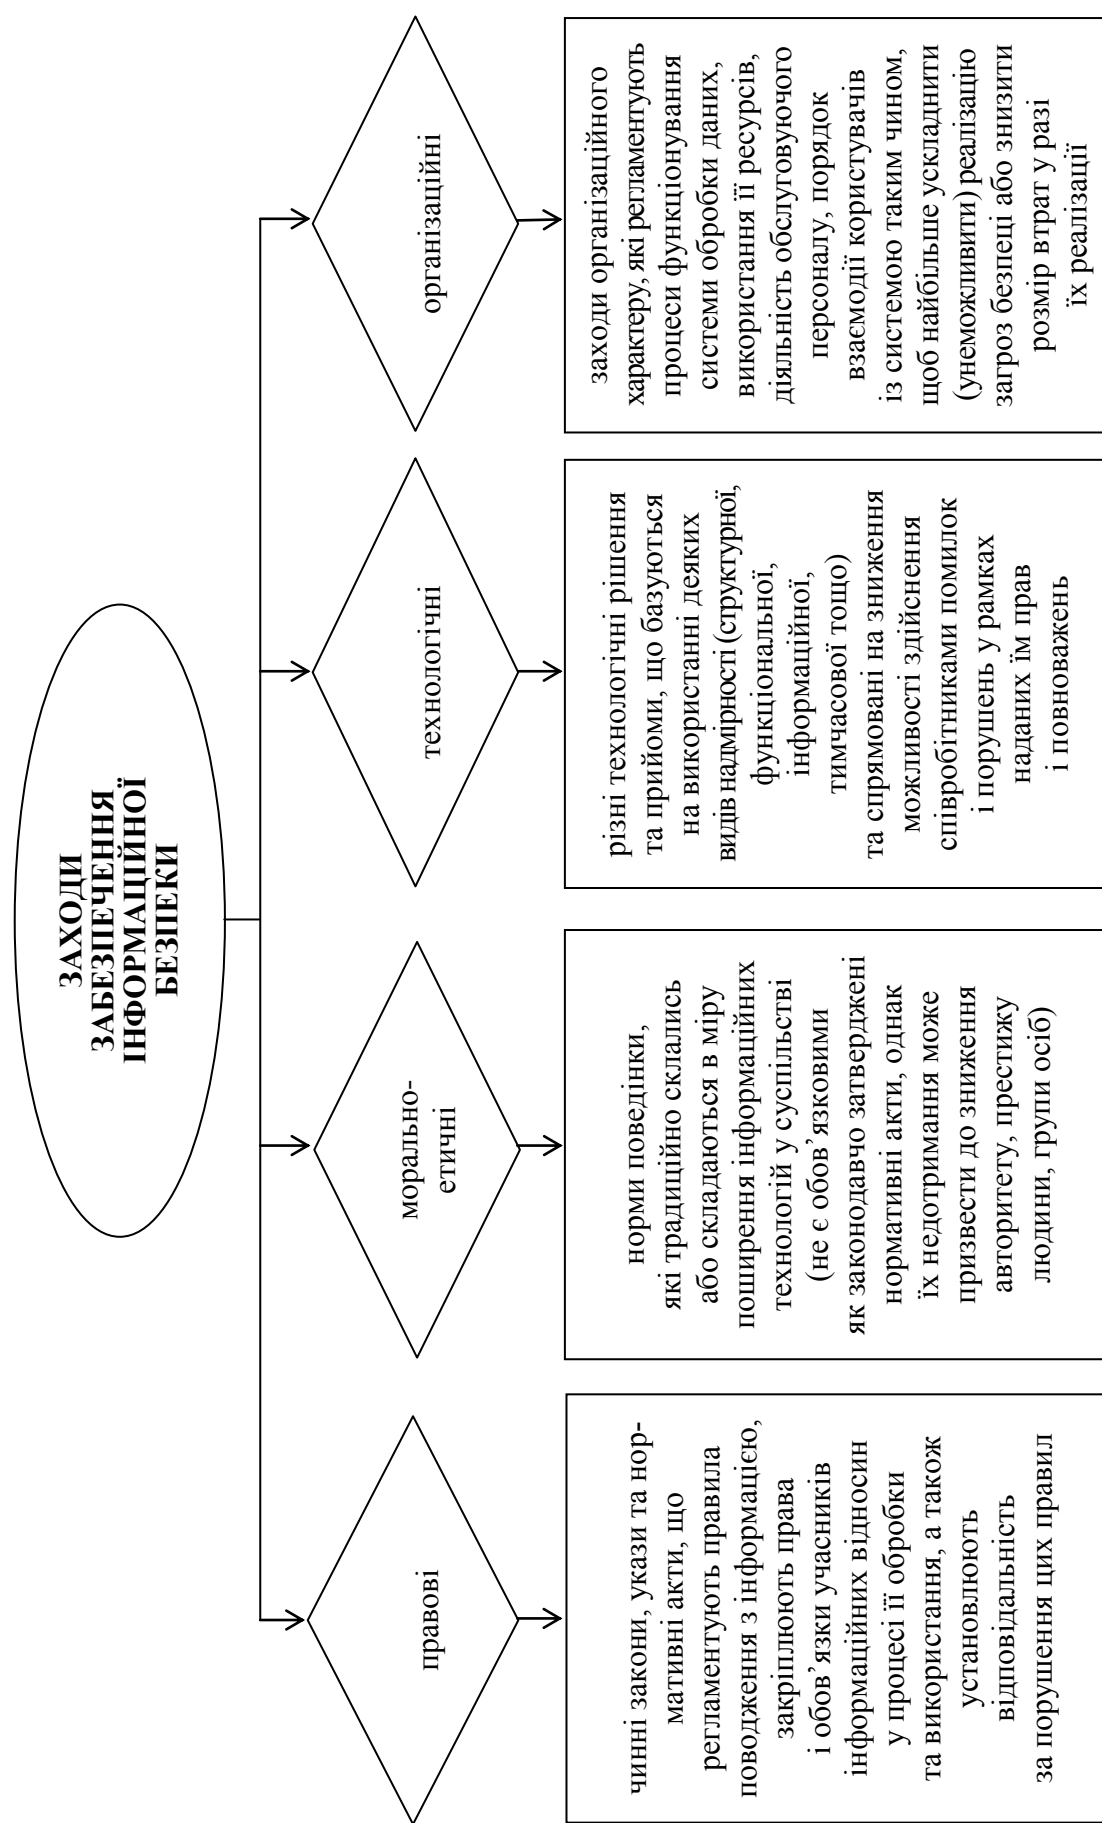 ЗАХОДИ
ЗАБЕЗПЕЧЕННЯ
ІНФОРМАЦІЙНОЇ
БЕЗПЕКИ
правові
морально-
етичні
технологічні
організаційні
чинні закони, укази та нор-
мативні акти, що
регламентують правила
поводження з інформацією,
закріплюють права
і обов’язки учасників
інформаційних відносин
у процесі її обробки
та використання, а також
установлюють
відповідальність
за порушення цих правил
норми поведінки,
які традиційно склались
або складаються в міру
поширення інформаційних
технологій у суспільстві
(не є обов’язковими
як законодавчо затверджені
нормативні акти, однак
їх недотримання може
призвести до зниження
авторитету, престижу
людини, групи осіб)
різні технологічні рішення
та прийоми, що базуються
на використанні деяких
видів надмірності (структурної,
функціональної,
інформаційної,
тимчасової тощо)
та спрямовані на зниження
можливості здійснення
співробітниками помилок
і порушень у рамках
наданих їм прав
і повноважень
заходи організаційного
характеру, які регламентують
процеси функціонування
системи обробки даних,
використання її ресурсів,
діяльність обслуговуючого
персоналу, порядок
взаємодії користувачів
із системою таким чином,
щоб найбільше ускладнити
(унеможливити) реалізацію
загроз безпеці або знизити
розмір втрат у разі
їх реалізації